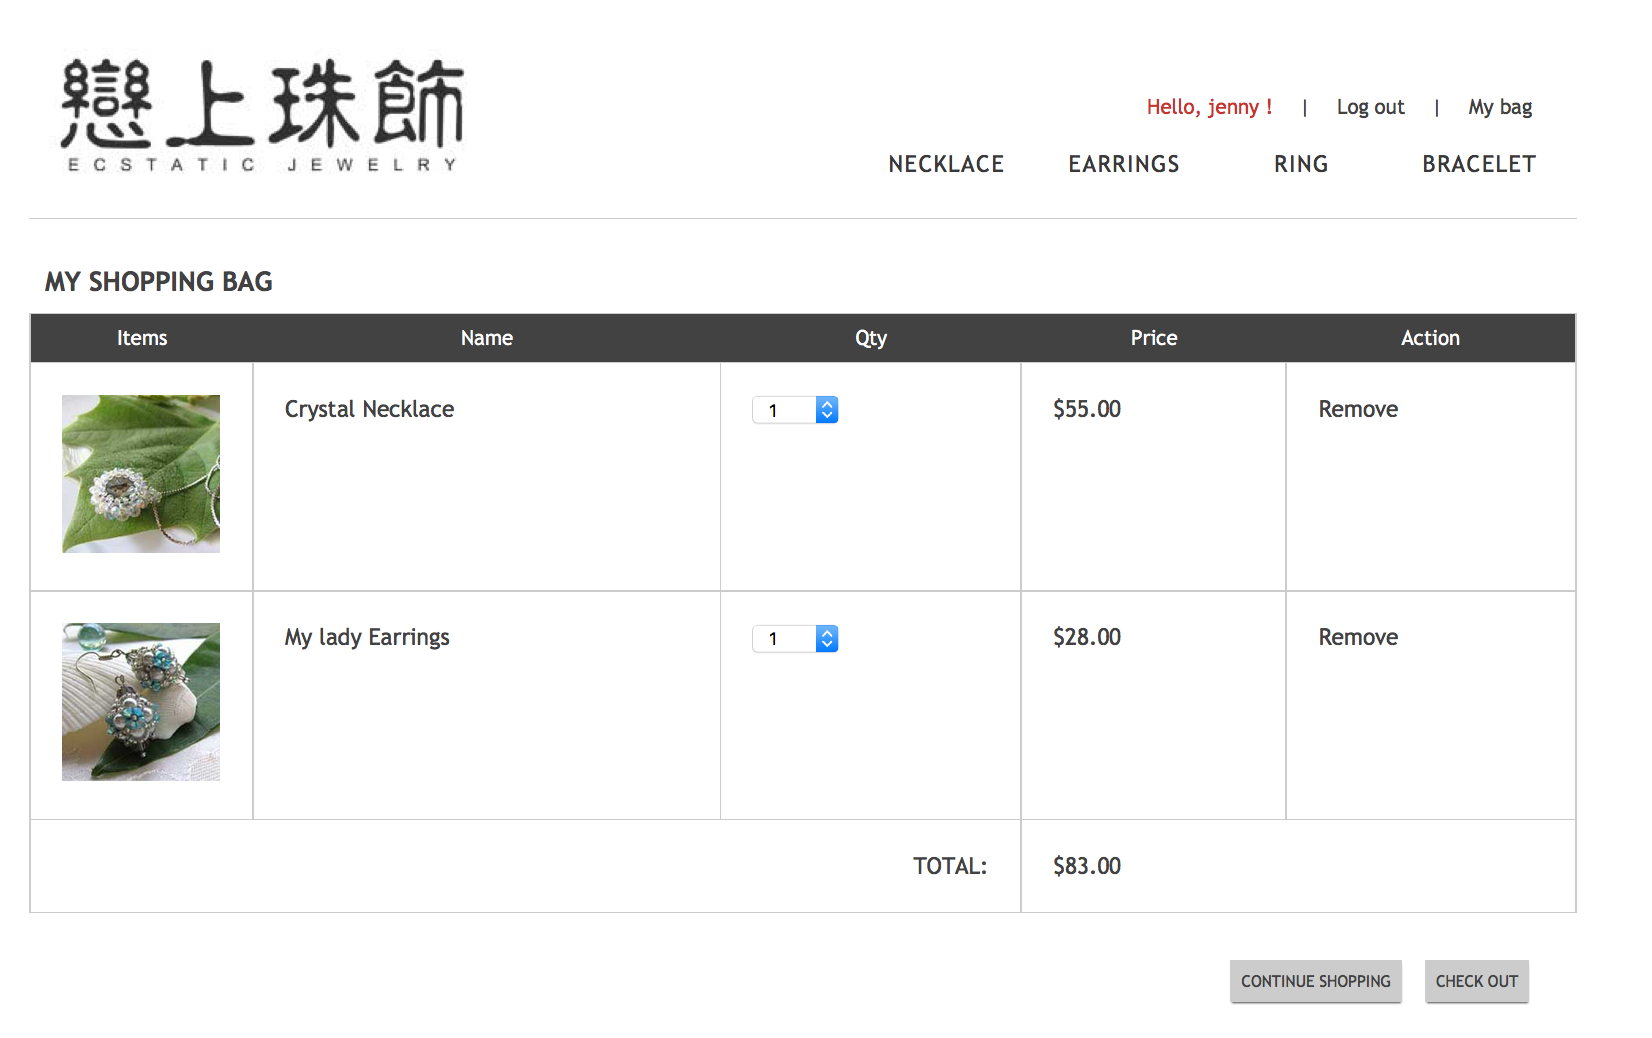 戀上珠飾
ECSTATIC JEWELRY
Hello, jenny ! | Log out | My bag
NECKLACE EARRINGS RING BRACELET
MY SHOPPING BAG
Items Name Qty Price Action
Crystal Necklace 1 $55.00 Remove
My lady Earrings 1 $28.00 Remove
TOTAL: $83.00
CONTINUE SHOPPING CHECK OUT